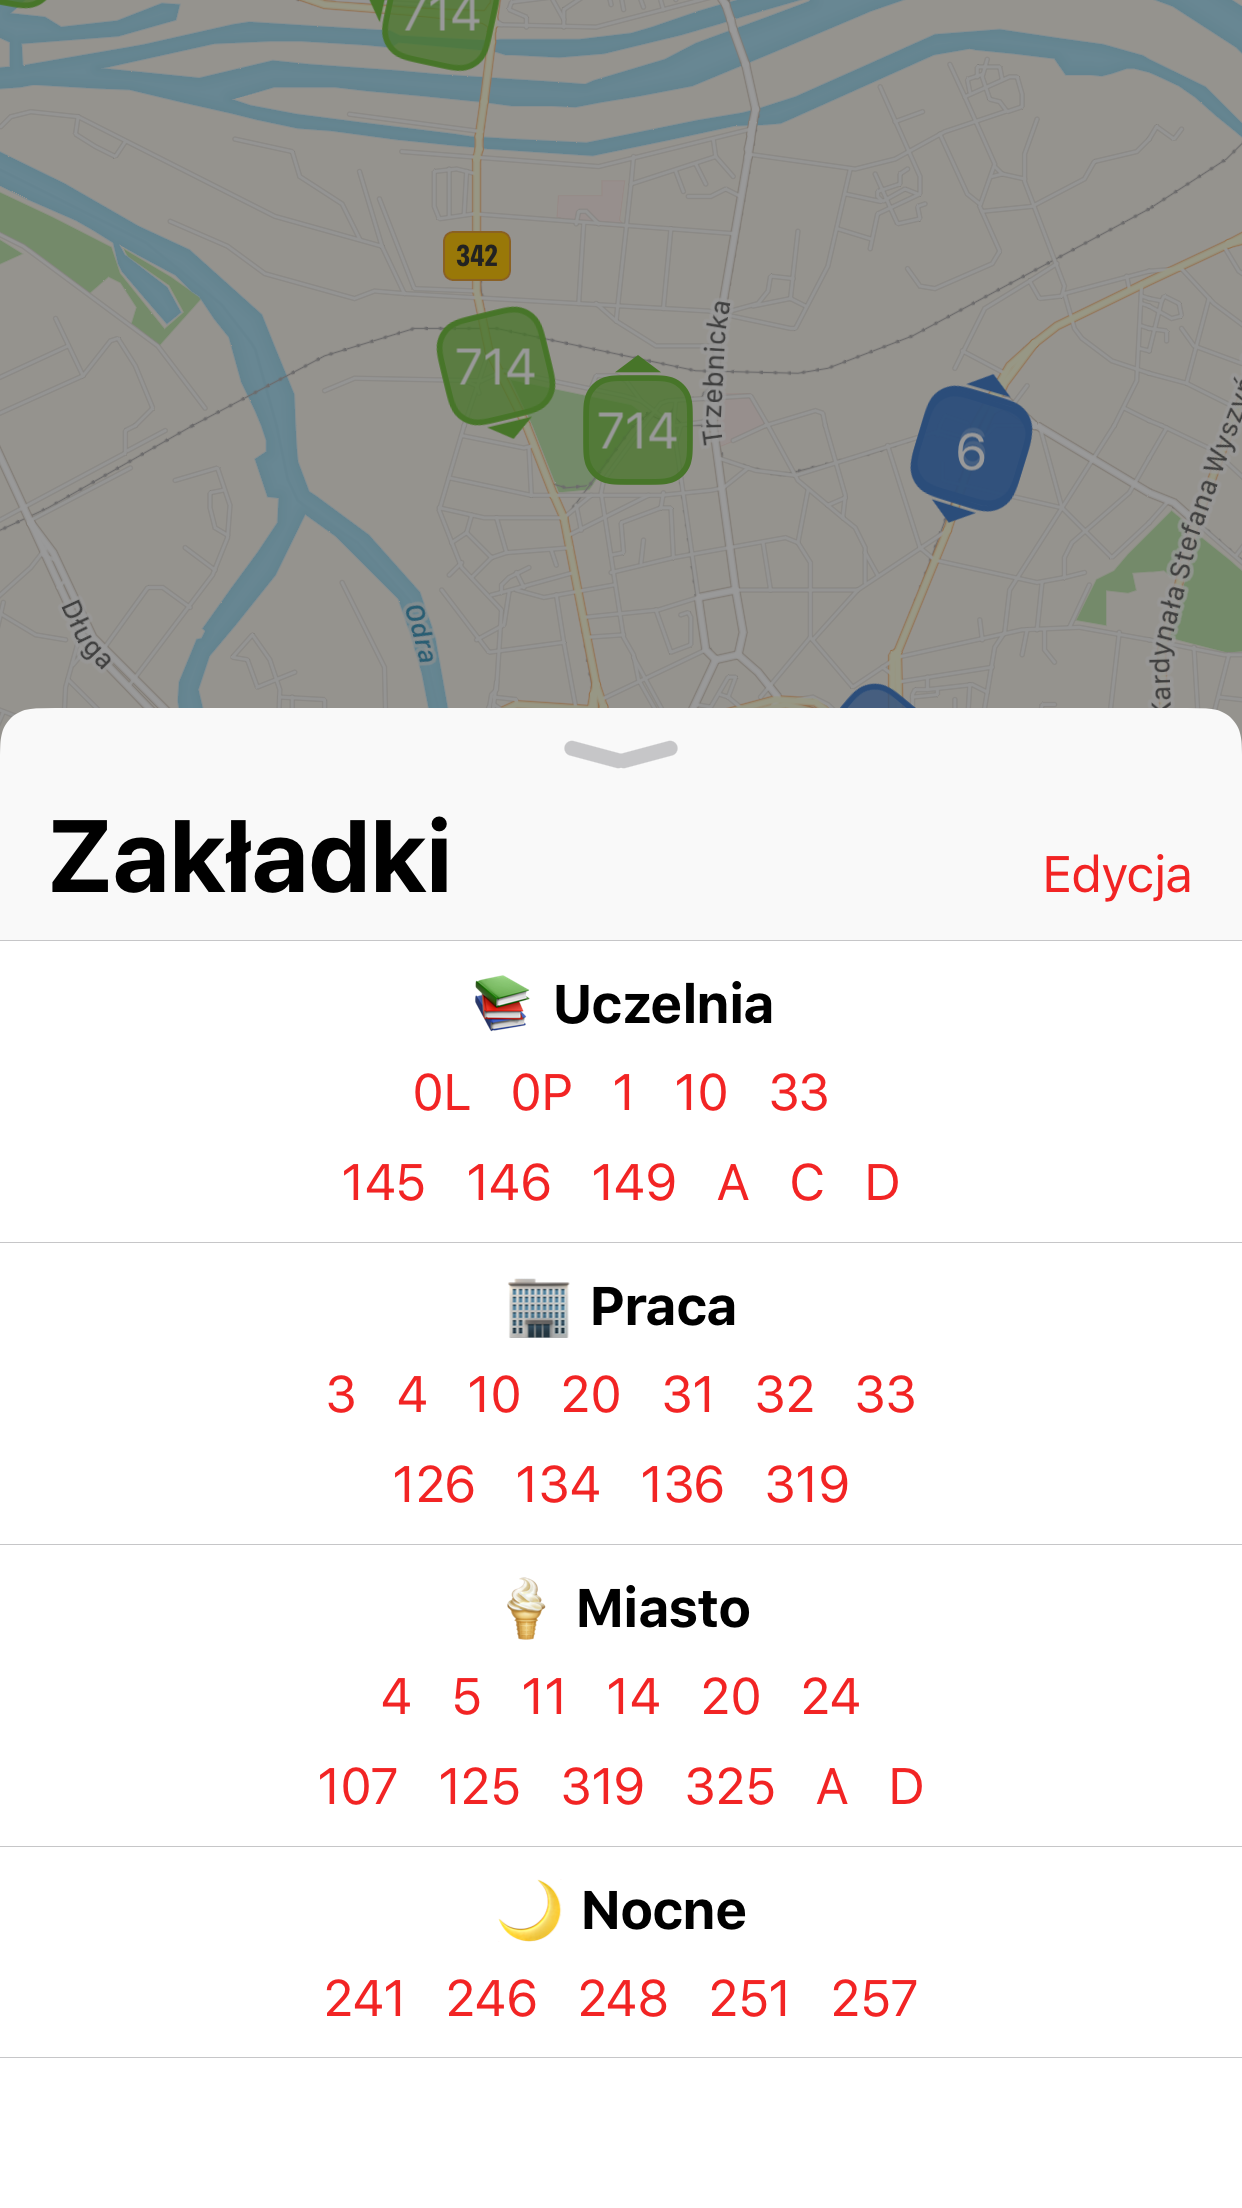 714
342
714
714
Trzebnicka
6
Kardynała Stefana Wyszyń
Długa
Odra
Zakładki
Edycja
📚 Uczelnia
0L 0P 1 10 33
145 146 149 A C D
🏢 Praca
3 4 10 20 31 32 33
126 134 136 319
🍦 Miasto
4 5 11 14 20 24
107 125 319 325 A D
🌙 Nocne
241 246 248 251 257